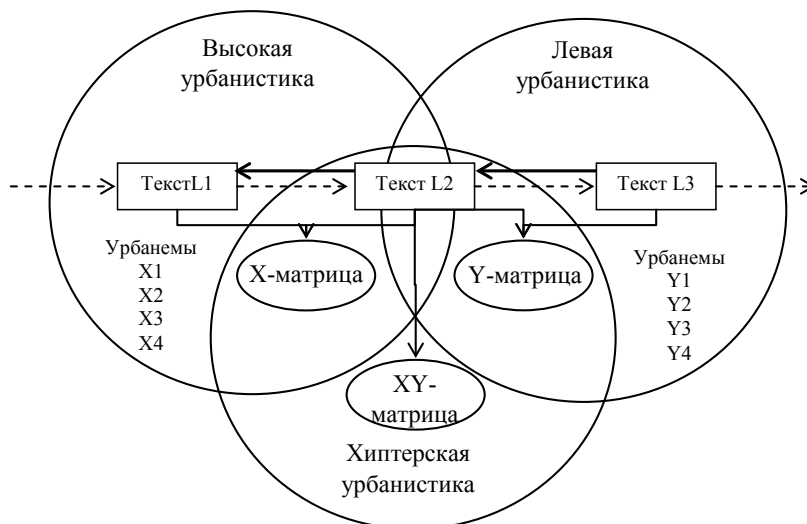 Высокая
урбанистика
Левая
урбанистика
ТекстL1
Текст L2
Текст L3
Урбанемы
X1
X2
X3
X4
X-матрица
Y-матрица
Урбанемы
Y1
Y2
Y3
Y4
XY-
матрица
Хиптерская
урбанистика